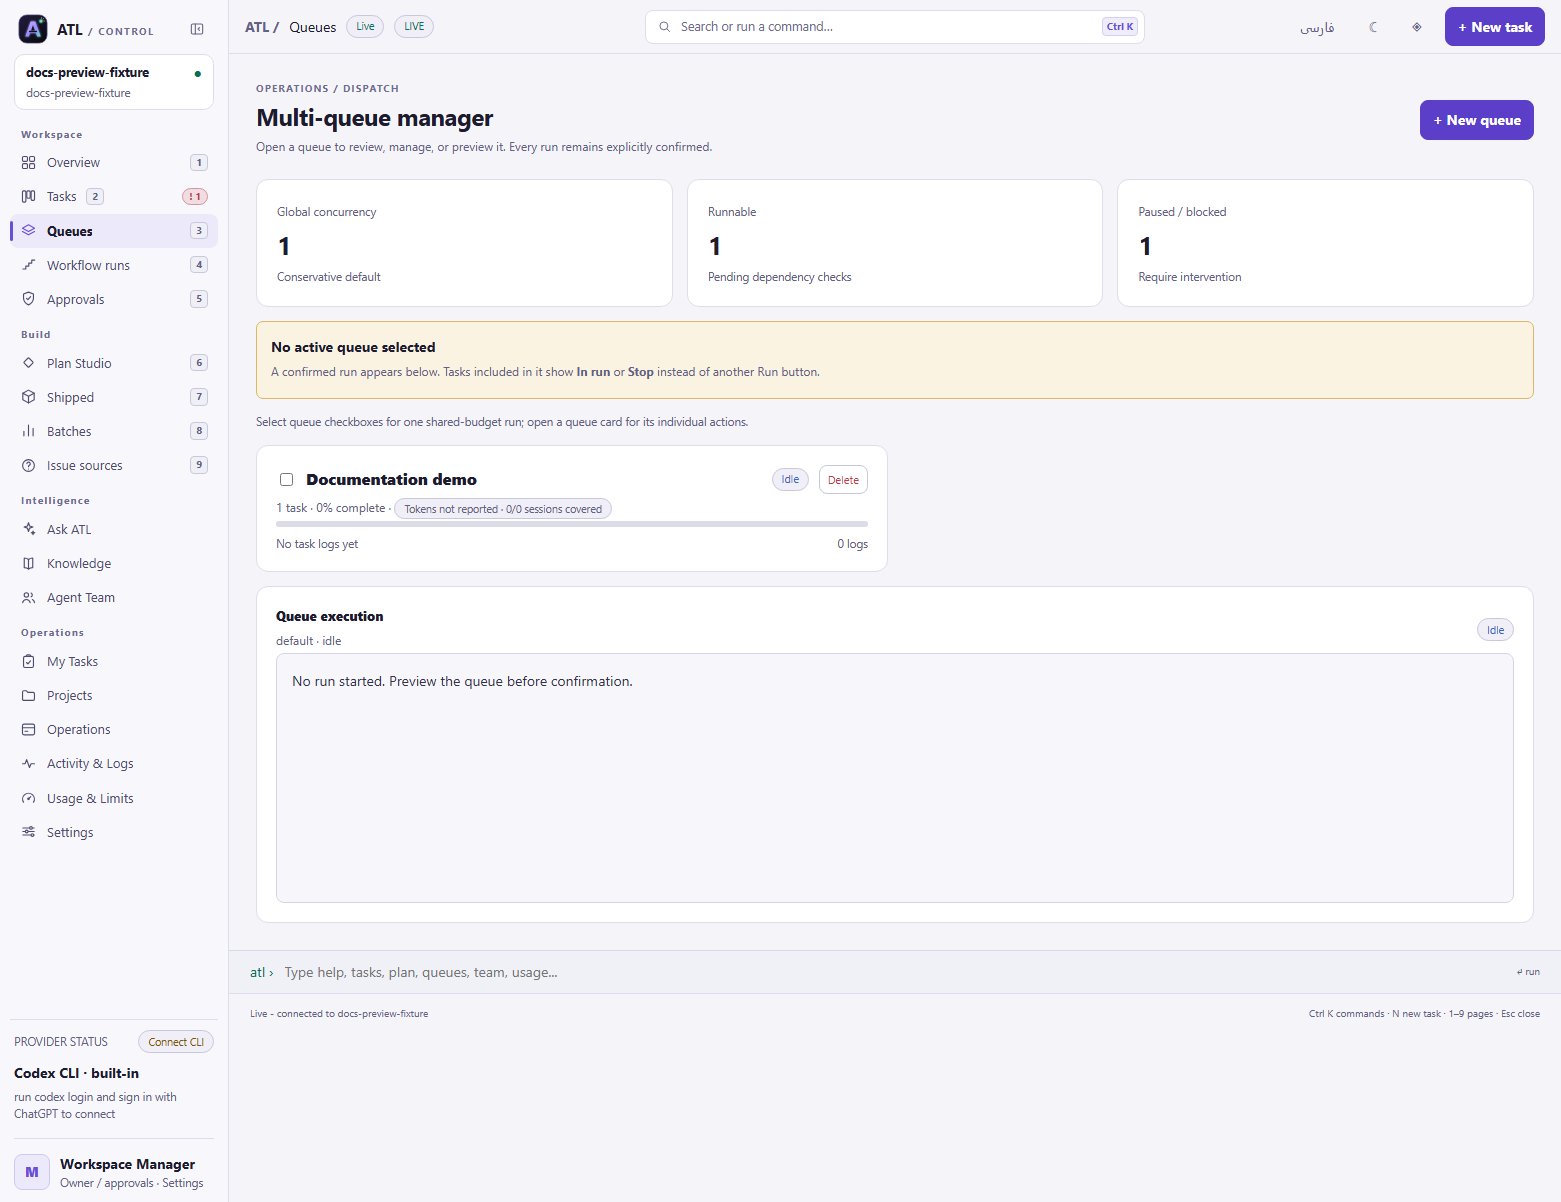 ATL / CONTROL
docs-preview-fixture
docs-preview-fixture
Workspace
Overview 1
Tasks 2 ! 1
Queues 3
Workflow runs 4
Approvals 5
Build
Plan Studio 6
Shipped 7
Batches 8
Issue sources 9
Intelligence
Ask ATL
Knowledge
Agent Team
Operations
My Tasks
Projects
Operations
Activity & Logs
Usage & Limits
Settings
PROVIDER STATUS Connect CLI
Codex CLI · built-in
run codex login and sign in with
ChatGPT to connect
M
Workspace Manager
Owner / approvals · Settings
ATL / Queues Live LIVE
Search or run a command... Ctrl K
فارسی
+ New task
OPERATIONS / DISPATCH
Multi-queue manager
Open a queue to review, manage, or preview it. Every run remains explicitly confirmed.
+ New queue
Global concurrency
1
Conservative default
Runnable
1
Pending dependency checks
Paused / blocked
1
Require intervention
No active queue selected
A confirmed run appears below. Tasks included in it show In run or Stop instead of another Run button.
Select queue checkboxes for one shared-budget run; open a queue card for its individual actions.
Documentation demo Idle Delete
1 task · 0% complete · Tokens not reported · 0/0 sessions covered
No task logs yet 0 logs
Queue execution
default · idle
Idle
No run started. Preview the queue before confirmation.
atl › Type help, tasks, plan, queues, team, usage...
↵ run
Live - connected to docs-preview-fixture
Ctrl K commands · N new task · 1–9 pages · Esc close